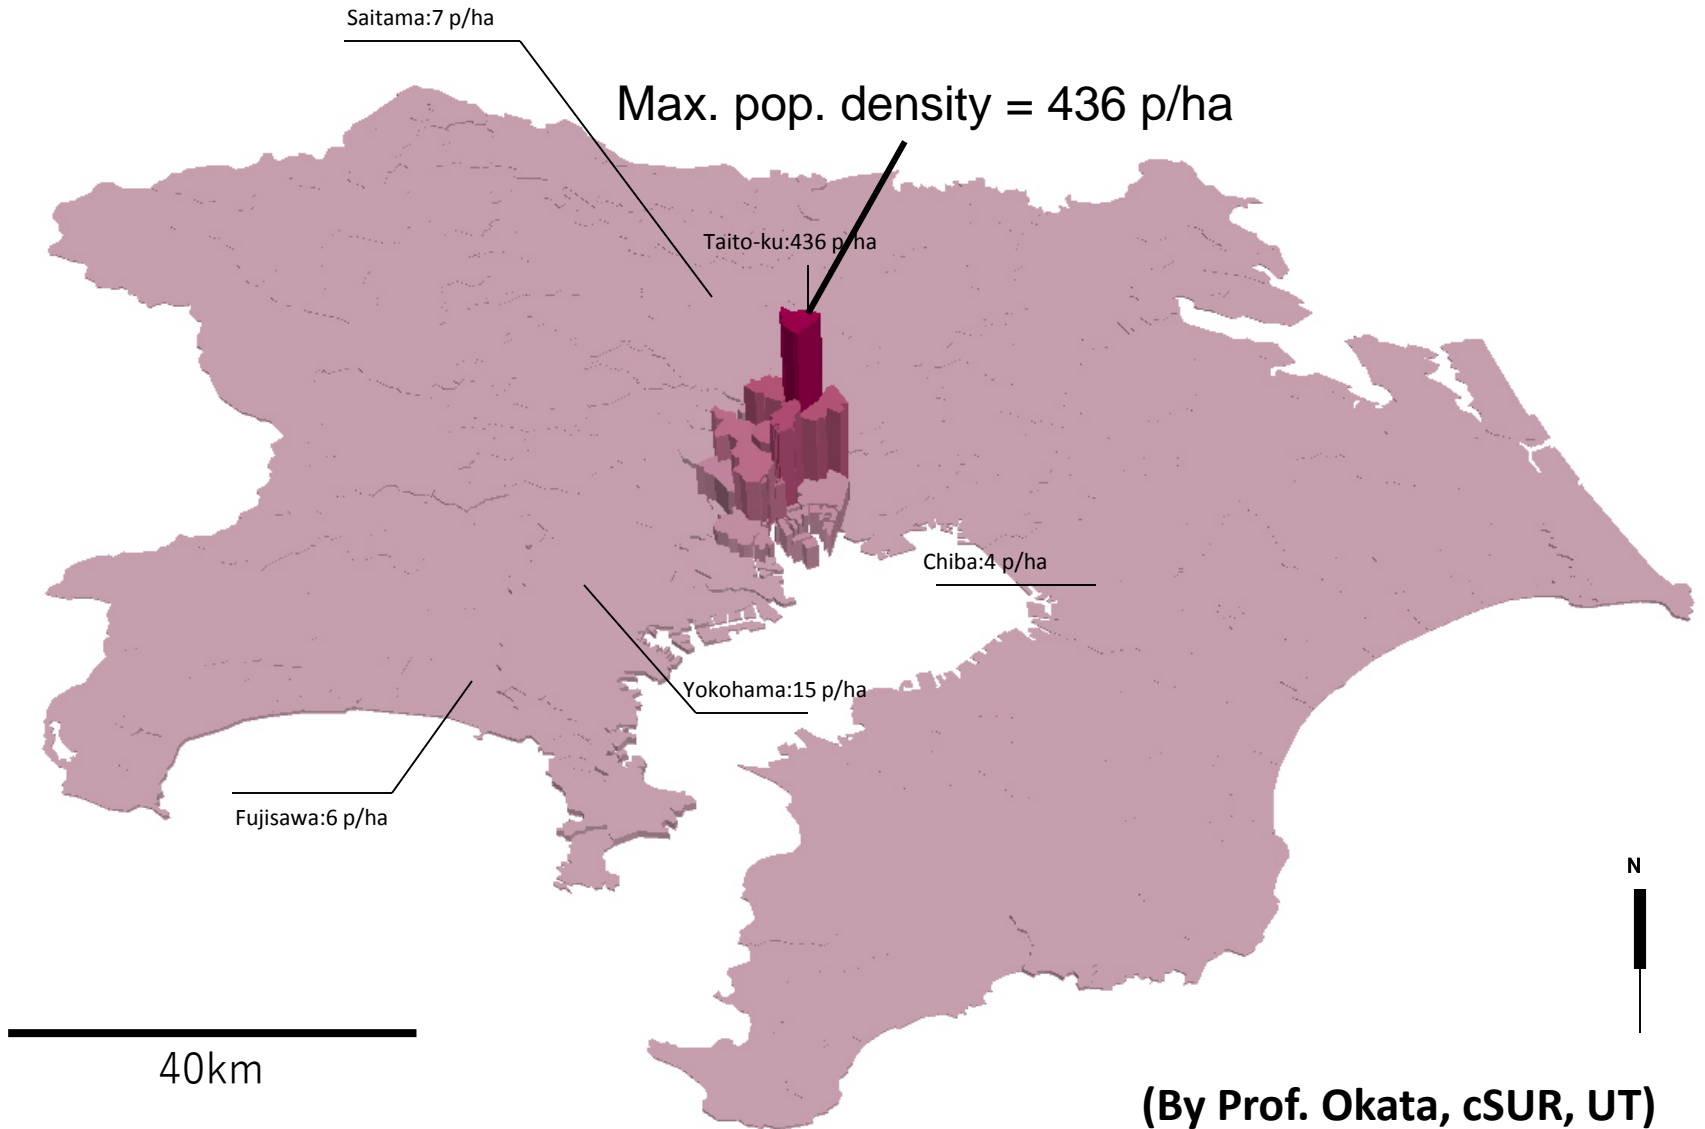 Saitama:7 p/ha
Max. pop. density = 436 p/ha
Taito-ku:436 p/ha
Chiba:4 p/ha
Yokohama:15 p/ha
Fujisawa:6 p/ha
N
40km
(By Prof. Okata, cSUR, UT)